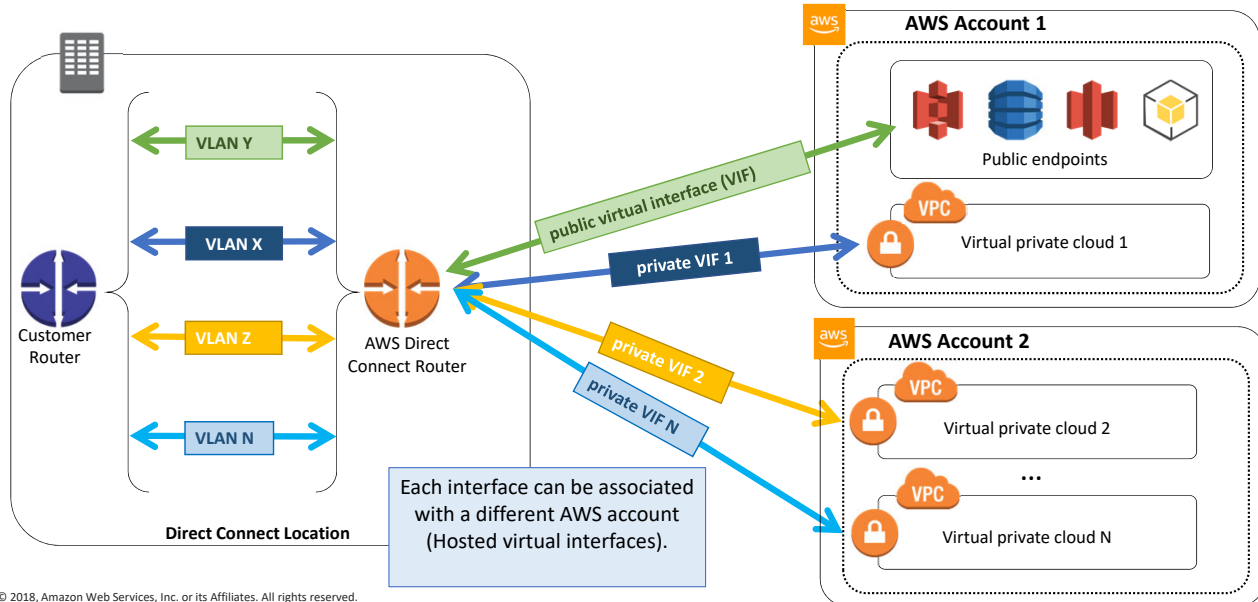 aws
AWS Account 1
VLAN Y
public virtual interface (VIF)
Public endpoints
VLAN X
private VIF 1
VPC
Virtual private cloud 1
Customer
Router
VLAN Z
AWS Direct
Connect Router
private VIF 2
aws
AWS Account 2
VPC
Virtual private cloud 2
...
VLAN N
private VIF N
VPC
Virtual private cloud N
Each interface can be associated
with a different AWS account
(Hosted virtual interfaces).
Direct Connect Location
© 2018, Amazon Web Services, Inc. or its Affiliates. All rights reserved.